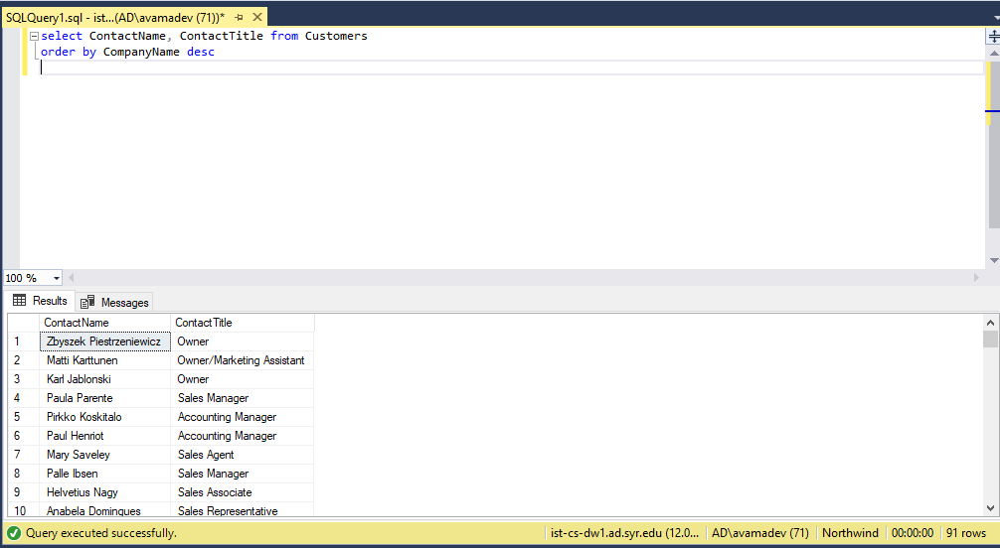 SQLQuery1.sql - ist...(AD\avamadev (71))*
select ContactName, ContactTitle from Customers
order by CompanyName desc
100 %
Results Messages
ContactName ContactTitle
1 Zbyszek Piestrzeniewicz Owner
2 Matti Karttunen Owner/Marketing Assistant
3 Karl Jablonski Owner
4 Paula Parente Sales Manager
5 Pirkko Koskitalo Accounting Manager
6 Paul Henriot Accounting Manager
7 Mary Saveley Sales Agent
8 Palle Ibsen Sales Manager
9 Helvetius Nagy Sales Associate
10 Anabela Domingues Sales Representative
Query executed successfully. ist-cs-dw1.ad.syr.edu (12.0... AD\avamadev (71) Northwind 00:00:00 91 rows